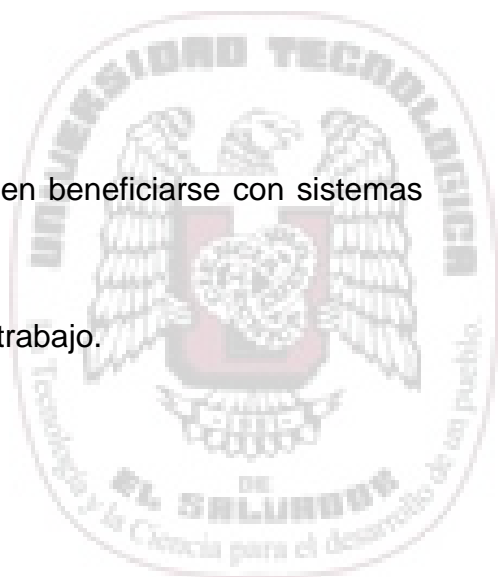 UNIVERSIDAD TECNOLOGICA
en beneficiarse con sistemas
trabajo.
DE
EL SALVADOR
Tecnología y la Ciencia para el desarrollo de un pueblo.